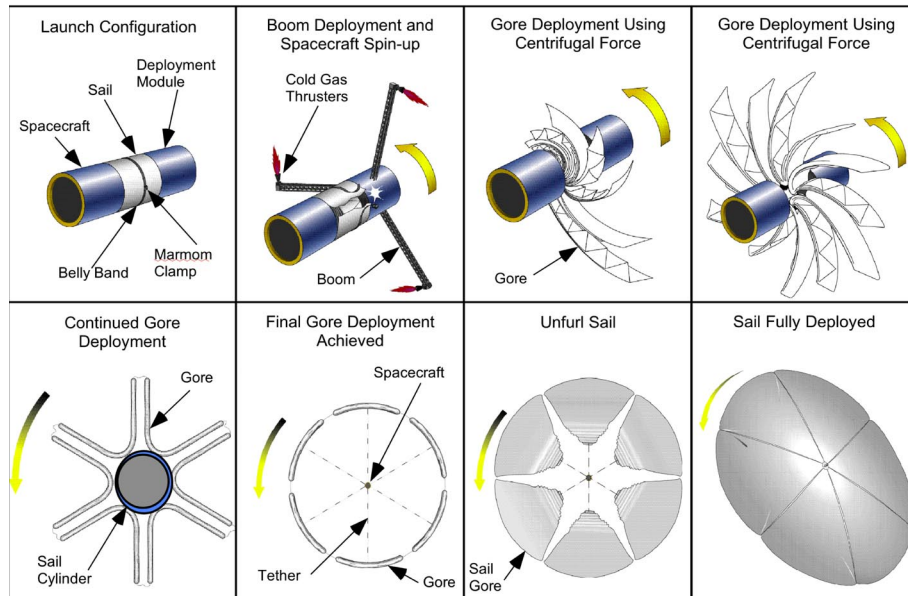 Launch Configuration
Deployment
Module
Sail
Spacecraft
Belly Band
Marmom
Clamp
Boom Deployment and
Spacecraft Spin-up
Cold Gas
Thrusters
Boom
Gore Deployment Using
Centrifugal Force
Gore
Gore Deployment Using
Centrifugal Force
Continued Gore
Deployment
Gore
Sail
Cylinder
Final Gore Deployment
Achieved
Spacecraft
Tether
Gore
Unfurl Sail
Sail
Gore
Sail Fully Deployed